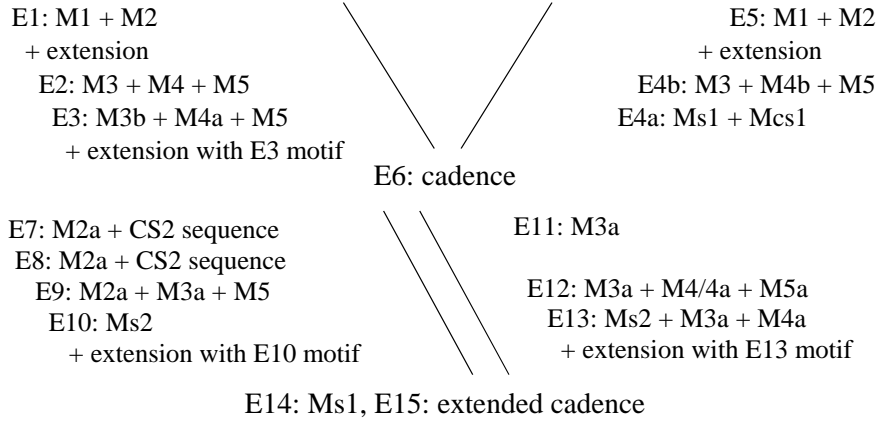 E1: M1 + M2
+ extension
E2: M3 + M4 + M5
E3: M3b + M4a + M5
+ extension with E3 motif
E5: M1 + M2
+ extension
E4b: M3 + M4b + M5
E4a: Ms1 + Mcs1
E6: cadence
E7: M2a + CS2 sequence
E8: M2a + CS2 sequence
E9: M2a + M3a + M5
E10: Ms2
+ extension with E10 motif
E11: M3a
E12: M3a + M4/4a + M5a
E13: Ms2 + M3a + M4a
+ extension with E13 motif
E14: Ms1, E15: extended cadence